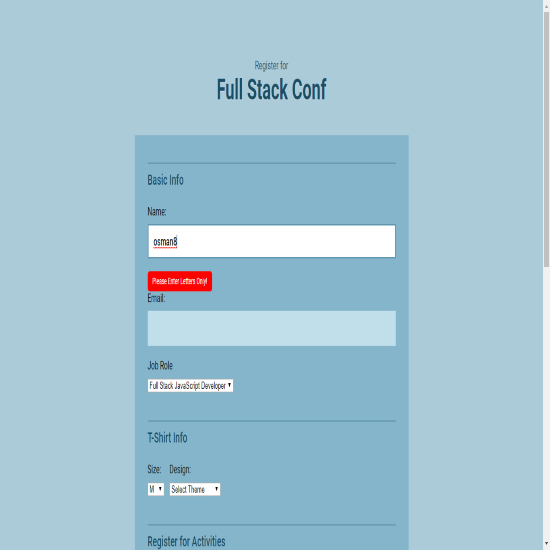 Register for
Full Stack Conf
Basic Info
Name:
osman8
Please Enter Letters Only!
Email:
Job Role
Full Stack JavaScript Developer
T-Shirt Info
Size: Design:
M Select Theme
Register for Activities